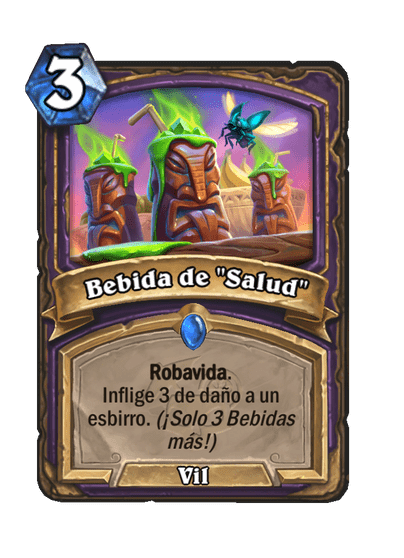 3
Bebida de "Salud"
Robavida.
Inflige 3 de daño a un
esbirro. (¡Solo 3 Bebidas
más!)
Vil